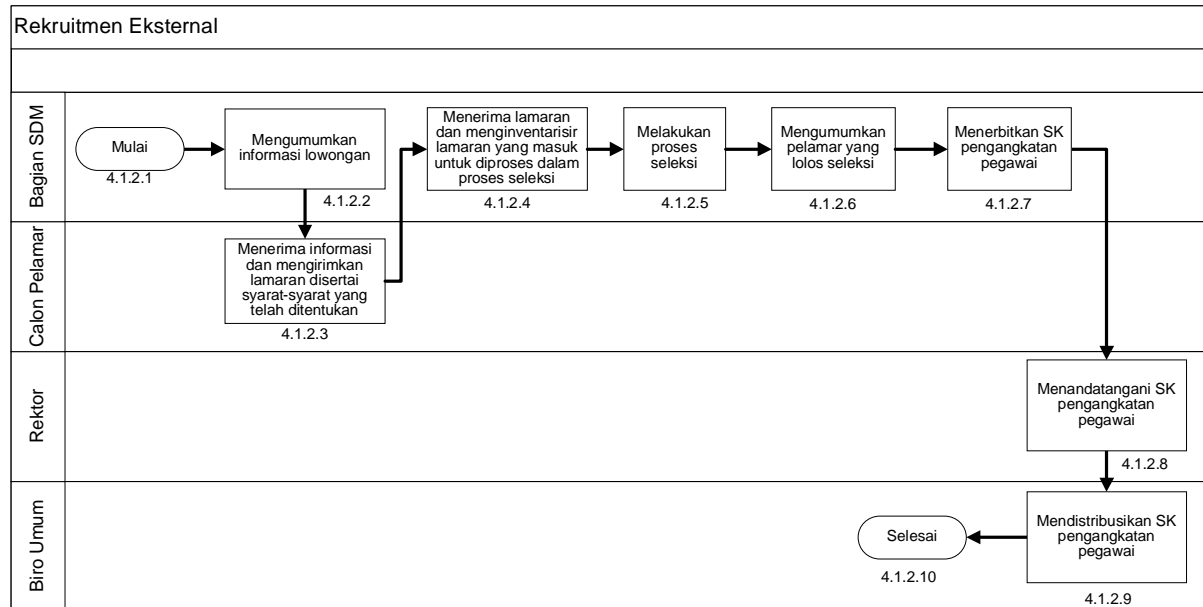 Rekruitmen Eksternal
Bagian SDM
Mulai
4.1.2.1
Mengumumkan
informasi lowongan
4.1.2.2
Menerima lamaran
dan menginventarisir
lamaran yang masuk
untuk diproses dalam
proses seleksi
4.1.2.4
Melakukan
proses
seleksi
4.1.2.5
Mengumumkan
pelamar yang
lolos seleksi
4.1.2.6
Menerbitkan SK
pengangkatan
pegawai
4.1.2.7
Calon Pelamar
Menerima informasi
dan mengirimkan
lamaran disertai
syarat-syarat yang
telah ditentukan
4.1.2.3
Rektor
Menandatangani SK
pengangkatan
pegawai
4.1.2.8
Biro Umum
Mendistribusikan SK
pengangkatan
pegawai
4.1.2.9
Selesai
4.1.2.10